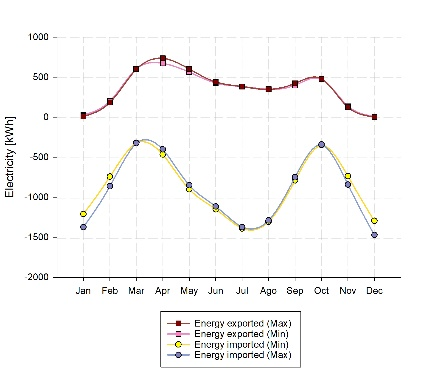 1000
500
0
-500
-1000
-1500
-2000
Electricity [kWh]
Jan Feb Mar Apr May Jun Jul Ago Sep Oct Nov Dec
Energy exported (Max)
Energy exported (Min)
Energy imported (Min)
Energy imported (Max)